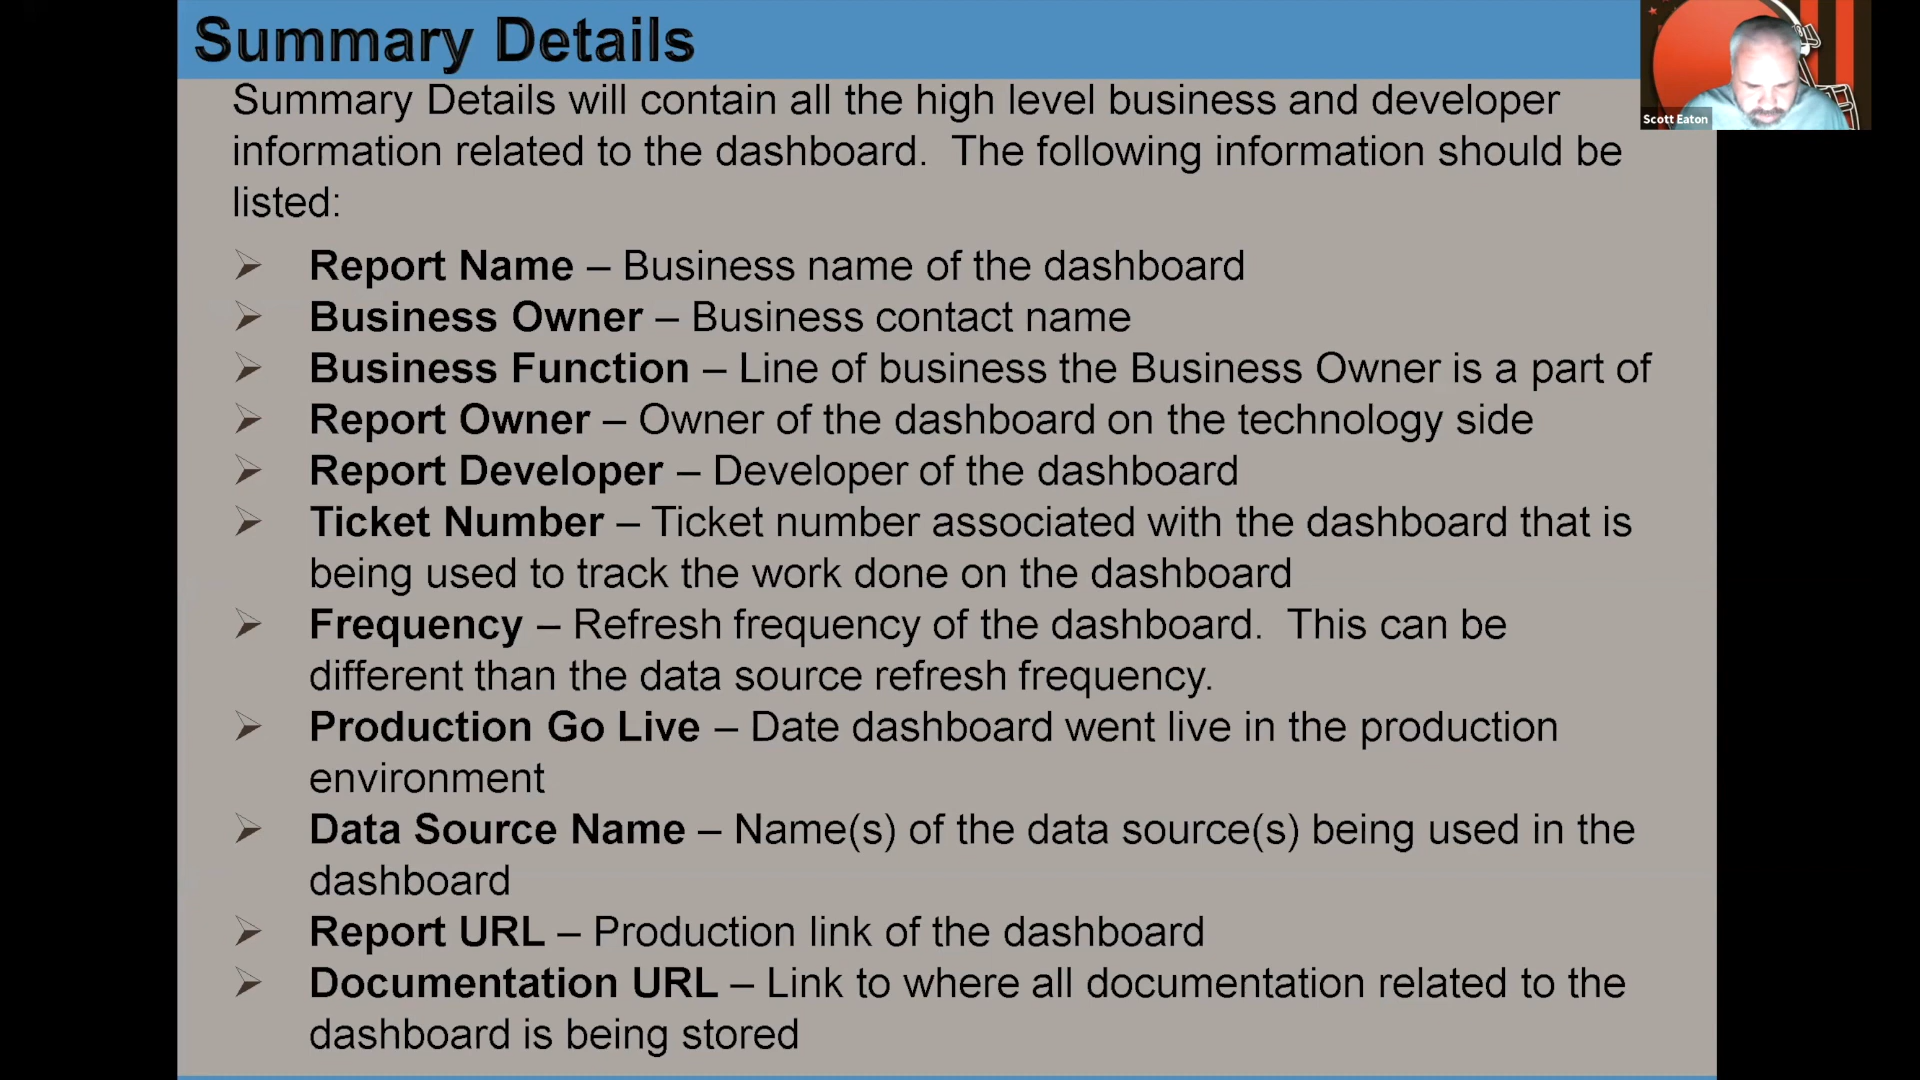 Summary Details
Scott Eaton
Summary Details will contain all the high level business and developer
information related to the dashboard.  The following information should be
listed:
➢ Report Name – Business name of the dashboard
➢ Business Owner – Business contact name
➢ Business Function – Line of business the Business Owner is a part of
➢ Report Owner – Owner of the dashboard on the technology side
➢ Report Developer – Developer of the dashboard
➢ Ticket Number – Ticket number associated with the dashboard that is
being used to track the work done on the dashboard
➢ Frequency – Refresh frequency of the dashboard.  This can be
different than the data source refresh frequency.
➢ Production Go Live – Date dashboard went live in the production
environment
➢ Data Source Name – Name(s) of the data source(s) being used in the
dashboard
➢ Report URL – Production link of the dashboard
➢ Documentation URL – Link to where all documentation related to the
dashboard is being stored